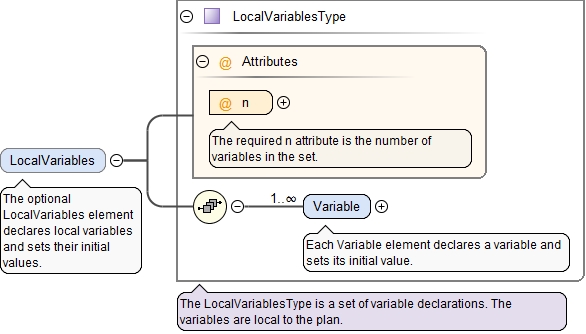 LocalVariablesType
@ Attributes
@ n
The required n attribute is the number of
variables in the set.
LocalVariables
The optional
LocalVariables element
declares local variables
and sets their initial
values.
1..∞
Variable
Each Variable element declares a variable and
sets its initial value.
The LocalVariablesType is a set of variable declarations. The
variables are local to the plan.